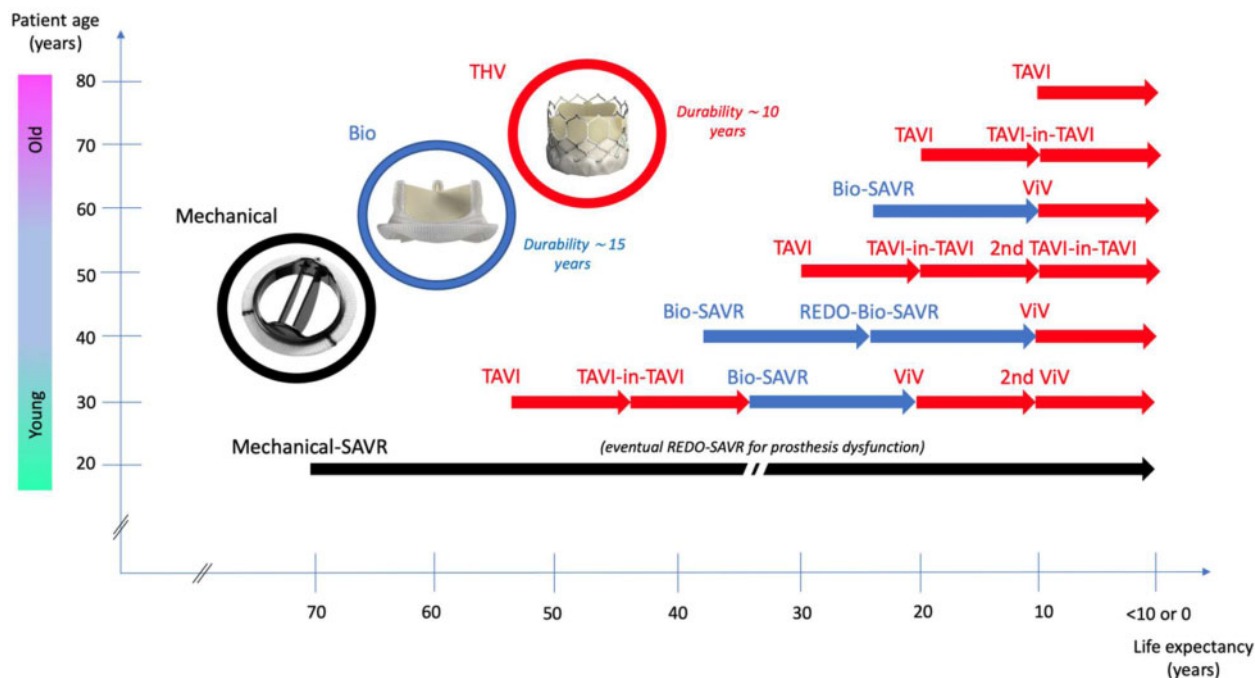 Patient age
(years)
80
70
60
50
40
30
20
Old
Young
Mechanical
Bio
THV
Durability ~ 10
years
Durability ~ 15
years
TAVI
TAVI
TAVI-in-TAVI
Bio-SAVR
ViV
TAVI
TAVI-in-TAVI
2nd TAVI-in-TAVI
Bio-SAVR
REDO-Bio-SAVR
ViV
TAVI
TAVI-in-TAVI
Bio-SAVR
ViV
2nd ViV
Mechanical-SAVR
(eventual REDO-SAVR for prosthesis dysfunction)
70
60
50
40
30
20
10
<10 or 0
Life expectancy
(years)